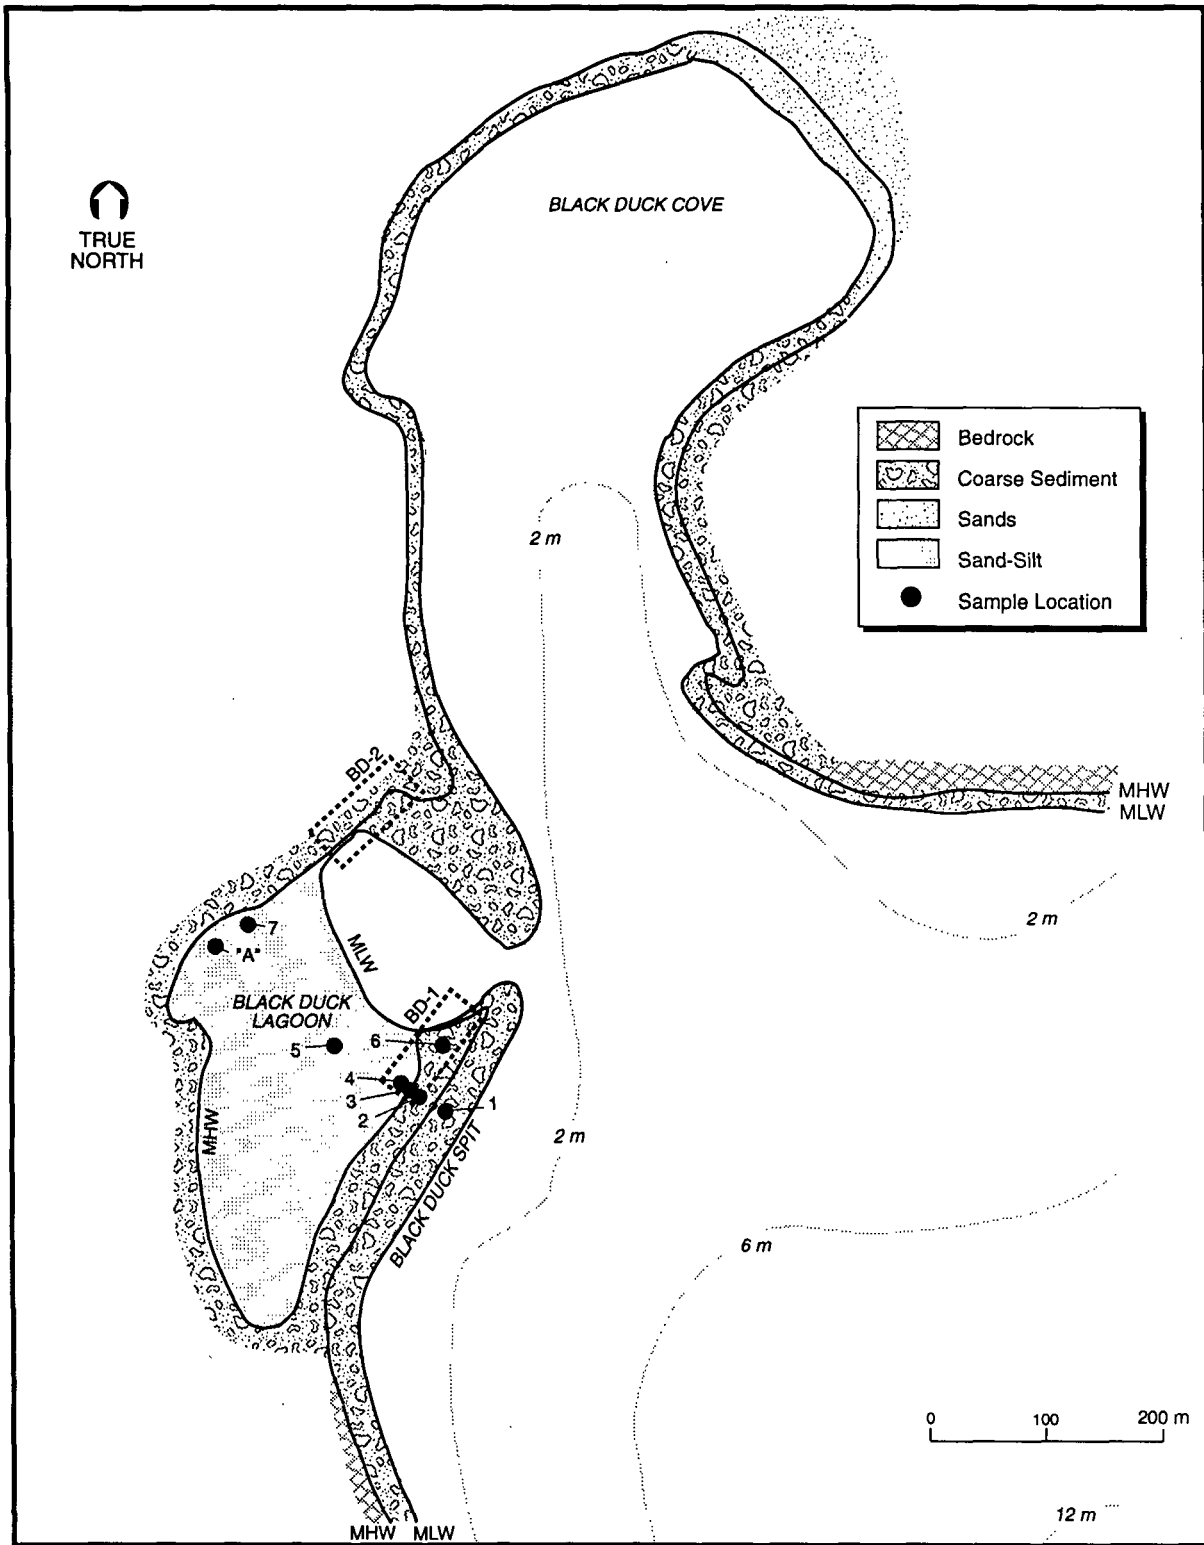 BLACK DUCK COVE
TRUE
NORTH
Bedrock
Coarse Sediment
Sands
Sand-Silt
Sample Location
2 m
BD-2
MHW
MLW
2 m
7
"A"
MLW
BLACK DUCK
LAGOON
BD-1
5
6
4
3
2
1
MHW
2 m
BLACK DUCK SPIT
6 m
0 100 200 m
12 m
MHW MLW